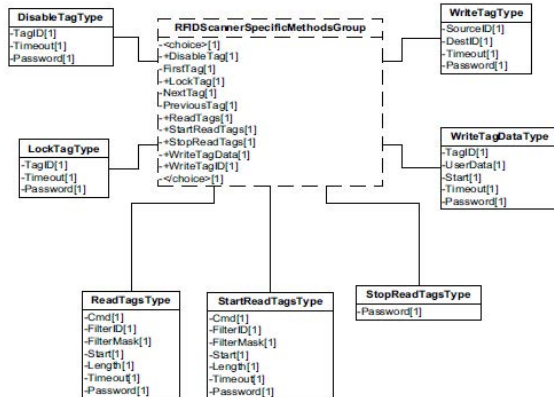 DisableTagType
-TagID[1]
-Timeout[1]
-Password[1]
RFIDScannerSpecificMethodsGroup
-<choice>[1]
-+DisableTag[1]
-FirstTag[1]
-+LockTag[1]
-NextTag[1]
-PreviousTag[1]
-+ReadTags[1]
-+StartReadTags[1]
-+StopReadTags[1]
-+WriteTagData[1]
-+WriteTagID[1]
-</choice>[1]
WriteTagType
-SourceID[1]
-DestID[1]
-Timeout[1]
-Password[1]
LockTagType
-TagID[1]
-Timeout[1]
-Password[1]
WriteTagDataType
-TagID[1]
-UserData[1]
-Start[1]
-Timeout[1]
-Password[1]
ReadTagsType
-Cmd[1]
-FilterID[1]
-FilterMask[1]
-Start[1]
-Length[1]
-Timeout[1]
-Password[1]
StartReadTagsType
-Cmd[1]
-FilterID[1]
-FilterMask[1]
-Start[1]
-Length[1]
-Timeout[1]
-Password[1]
StopReadTagsType
-Password[1]